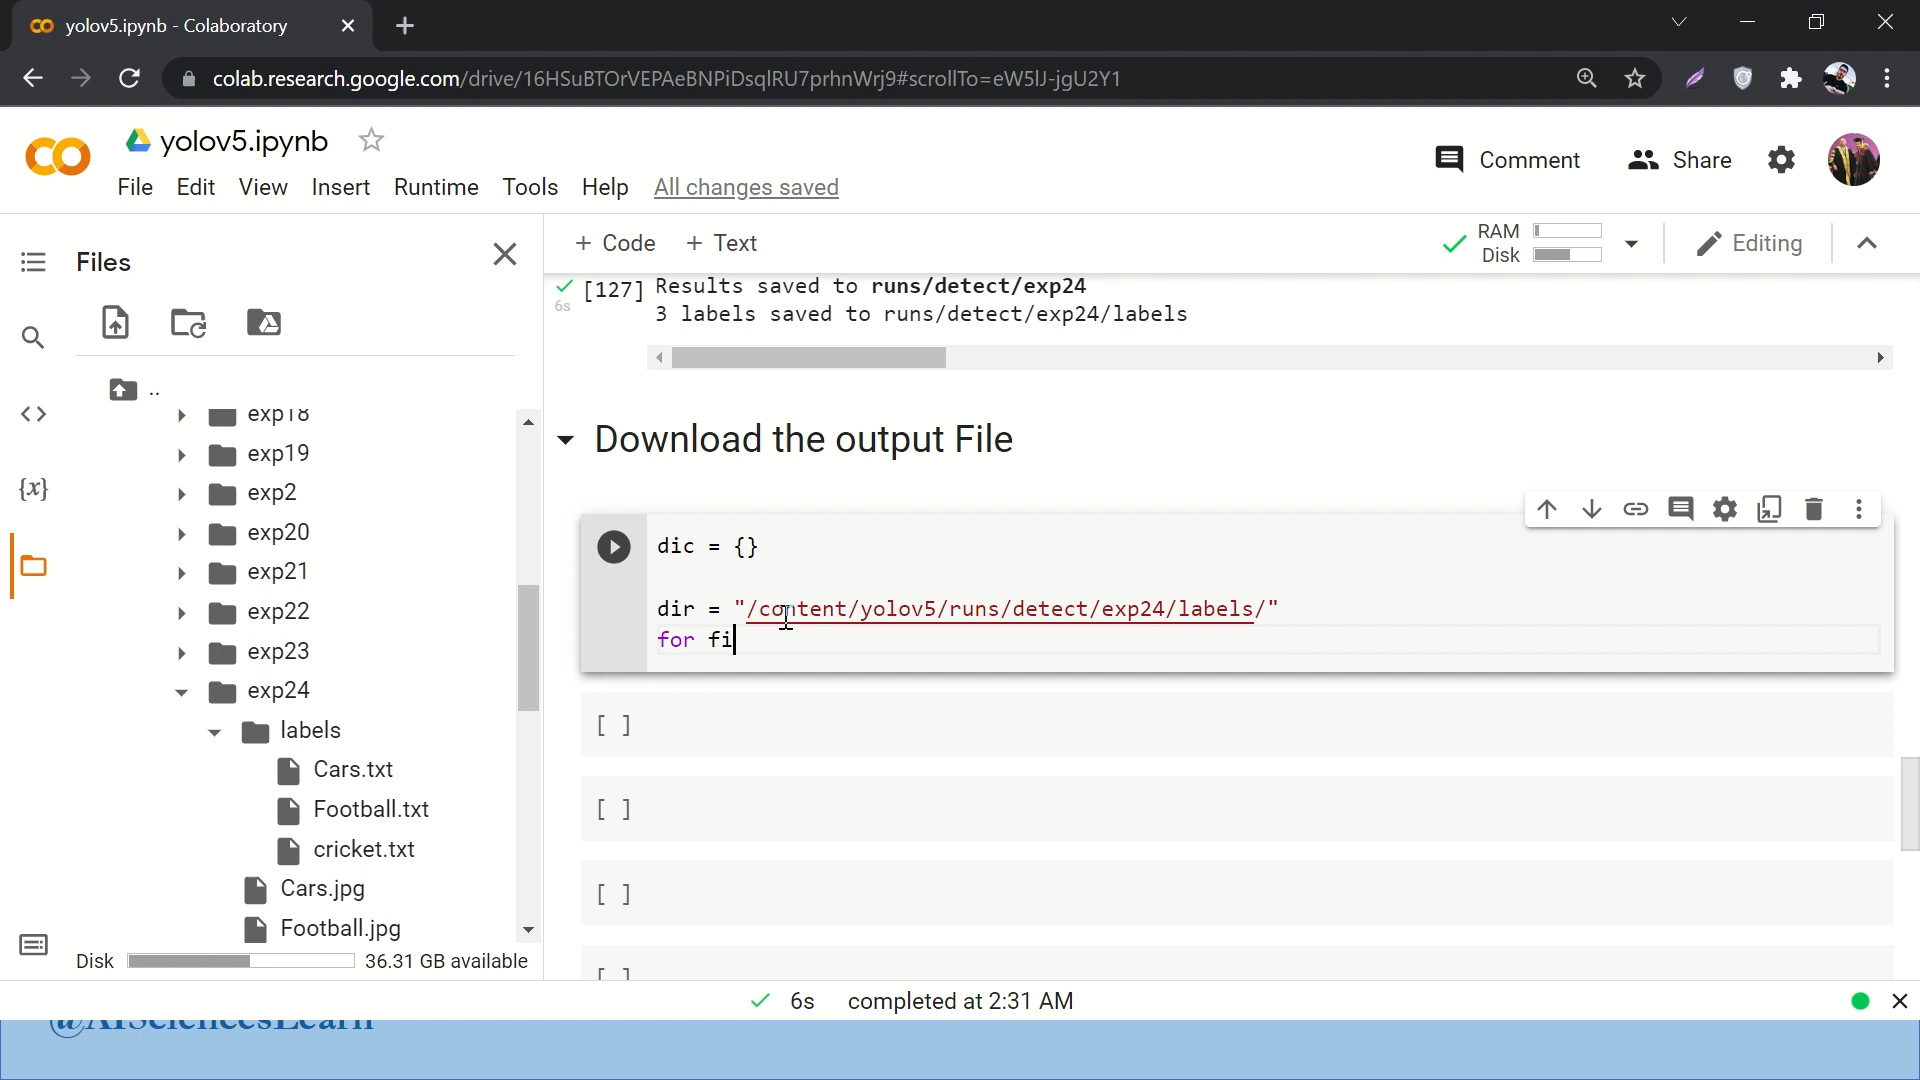 yolov5.ipynb - Colaboratory
colab.research.google.com/drive/16HSuBTOrVEPAeBNPiDsqlRU7prhnWrj9#scrollTo=eW5lJ-jgU2Y1
yolov5.ipynb
Comment
Share
File Edit View Insert Runtime Tools Help All changes saved
Files
+ Code + Text
RAM
Disk
Editing
[127] Results saved to runs/detect/exp24
6s
3 labels saved to runs/detect/exp24/labels
..
exp18
exp19
exp2
exp20
exp21
exp22
exp23
exp24
labels
Cars.txt
Football.txt
cricket.txt
Cars.jpg
Football.jpg
Disk 36.31 GB available
{x}
Download the output File
dic = {}
dir = "/content/yolov5/runs/detect/exp24/labels/"
for fi
[ ]
[ ]
[ ]
[ ]
6s completed at 2:31 AM
@AISciencesLearn